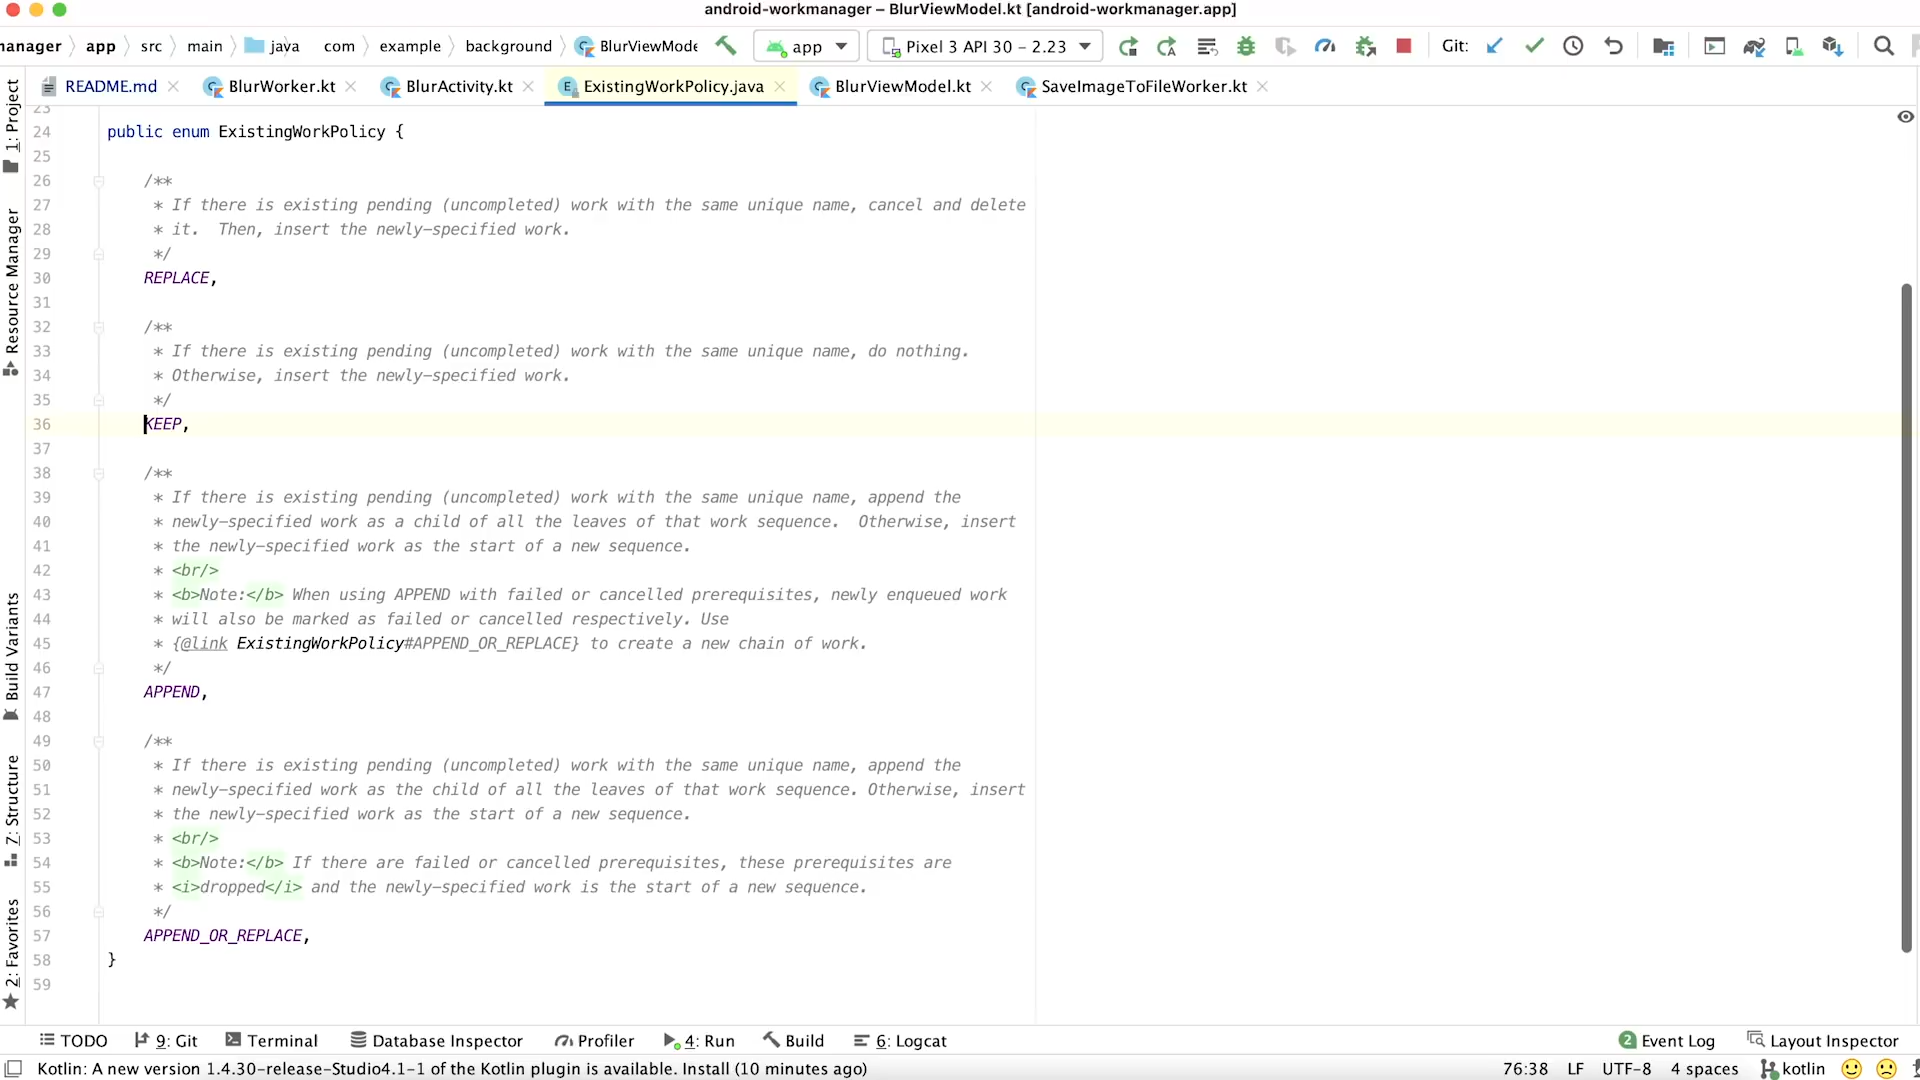 android-workmanager – BlurViewModel.kt [android-workmanager.app]
nanager app src main java com example background BlurViewMode app Pixel 3 API 30 – 2.23 Git:
README.md BlurWorker.kt BlurActivity.kt ExistingWorkPolicy.java BlurViewModel.kt SaveImageToFileWorker.kt
1: Project
Resource Manager
Build Variants
7: Structure
2: Favorites
23
24 public enum ExistingWorkPolicy {
25
26 /**
27 * If there is existing pending (uncompleted) work with the same unique name, cancel and delete
28 * it.  Then, insert the newly-specified work.
29 */
30 REPLACE,
31
32 /**
33 * If there is existing pending (uncompleted) work with the same unique name, do nothing.
34 * Otherwise, insert the newly-specified work.
35 */
36 KEEP,
37
38 /**
39 * If there is existing pending (uncompleted) work with the same unique name, append the
40 * newly-specified work as a child of all the leaves of that work sequence.  Otherwise, insert
41 * the newly-specified work as the start of a new sequence.
42 * <br/>
43 * <b>Note:</b> When using APPEND with failed or cancelled prerequisites, newly enqueued work
44 * will also be marked as failed or cancelled respectively. Use
45 * {@link ExistingWorkPolicy#APPEND_OR_REPLACE} to create a new chain of work.
46 */
47 APPEND,
48
49 /**
50 * If there is existing pending (uncompleted) work with the same unique name, append the
51 * newly-specified work as the child of all the leaves of that work sequence. Otherwise, insert
52 * the newly-specified work as the start of a new sequence.
53 * <br/>
54 * <b>Note:</b> If there are failed or cancelled prerequisites, these prerequisites are
55 * <i>dropped</i> and the newly-specified work is the start of a new sequence.
56 */
57 APPEND_OR_REPLACE,
58 }
59
TODO 9: Git Terminal Database Inspector Profiler 4: Run Build 6: Logcat 2 Event Log Layout Inspector
Kotlin: A new version 1.4.30-release-Studio4.1-1 of the Kotlin plugin is available. Install (10 minutes ago) 76:38 LF UTF-8 4 spaces kotlin